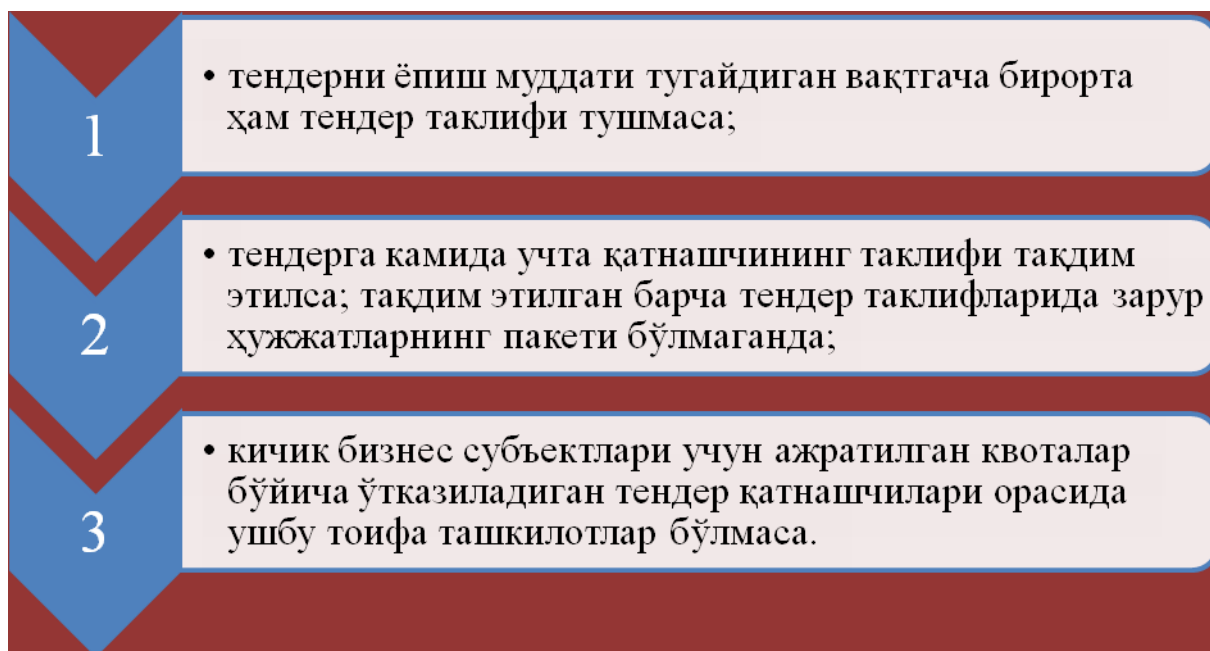 1
• тендерни ёпиш муддати тугайдиган вақтгача бирорта
ҳам тендер таклифи тушмаса;
2
• тендерга камида учта қатнашчининг таклифи тақдим
этилса; тақдим этилган барча тендер таклифларида зарур
ҳужжатларнинг пакети бўлмаганда;
3
• кичик бизнес субъектлари учун ажратилган квоталар
бўйича ўтказиладиган тендер қатнашчилари орасида
ушбу тоифа ташкилотлар бўлмаса.